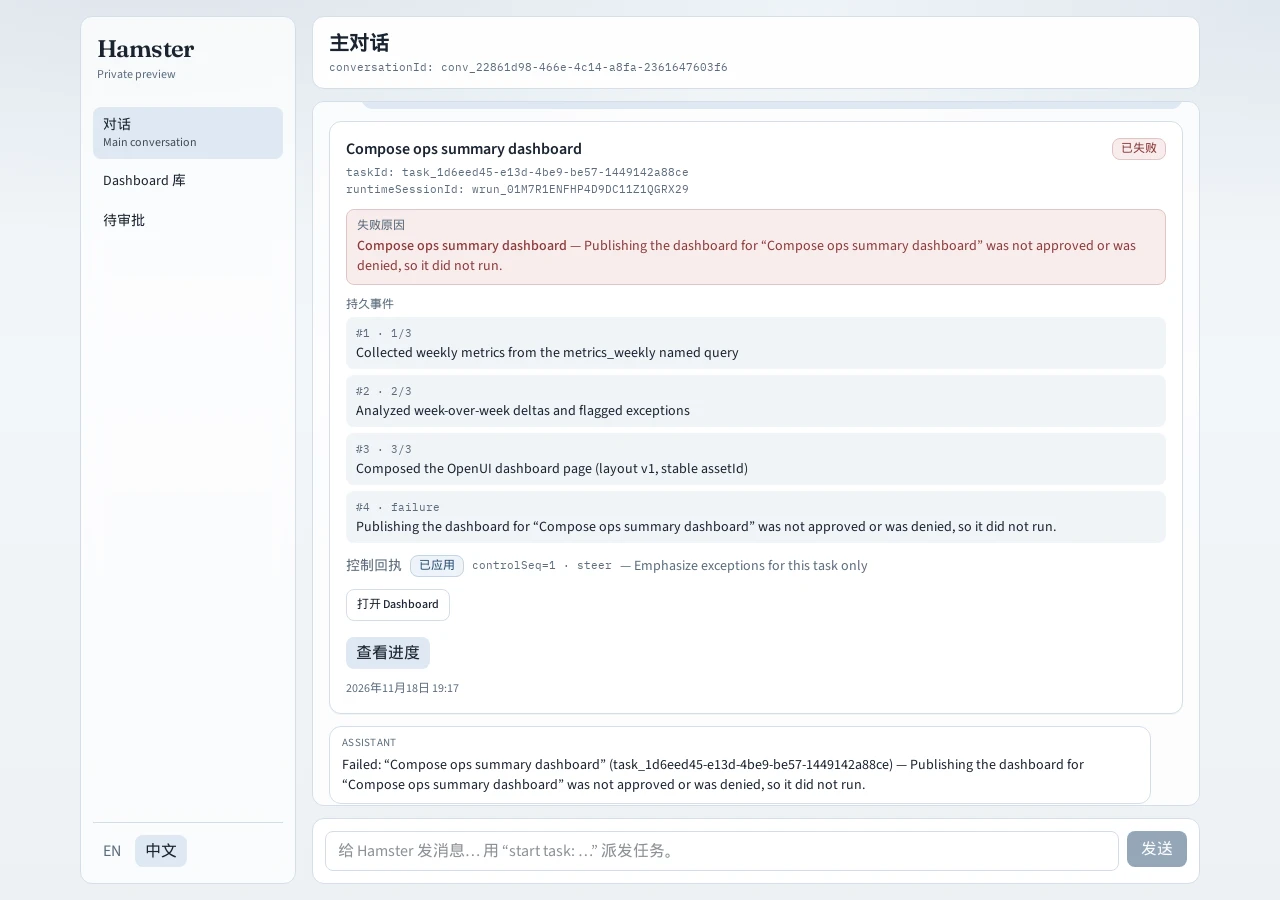 Hamster
Private preview
对话
Main conversation
Dashboard 库
待审批
EN
中文
主对话
conversationId: conv_22861d98-466e-4c14-a8fa-2361647603f6
Compose ops summary dashboard
已失败
taskId: task_1d6eed45-e13d-4be9-be57-1449142a88ce
runtimeSessionId: wrun_01M7R1ENFHP4D9DC11Z1QGRX29
失败原因
Compose ops summary dashboard — Publishing the dashboard for “Compose ops summary dashboard” was not approved or was
denied, so it did not run.
持久事件
#1 · 1/3
Collected weekly metrics from the metrics_weekly named query
#2 · 2/3
Analyzed week-over-week deltas and flagged exceptions
#3 · 3/3
Composed the OpenUI dashboard page (layout v1, stable assetId)
#4 · failure
Publishing the dashboard for “Compose ops summary dashboard” was not approved or was denied, so it did not run.
控制回执 已应用 controlSeq=1 · steer — Emphasize exceptions for this task only
打开 Dashboard
查看进度
2026年11月18日 19:17
ASSISTANT
Failed: “Compose ops summary dashboard” (task_1d6eed45-e13d-4be9-be57-1449142a88ce) — Publishing the dashboard for
“Compose ops summary dashboard” was not approved or was denied, so it did not run.
给 Hamster 发消息… 用 “start task: …” 派发任务。
发送